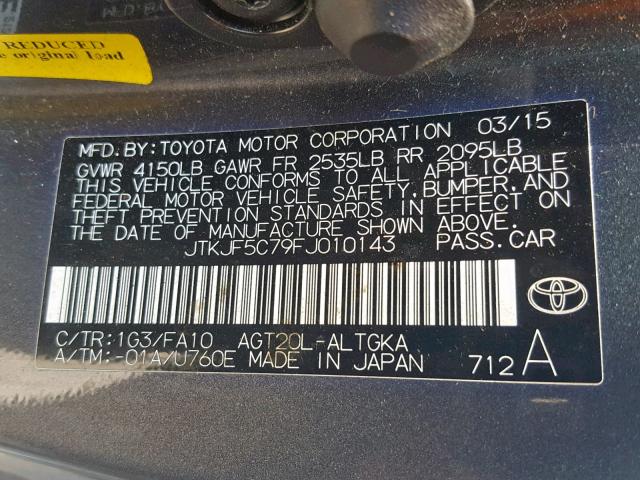 REDUCED
original load
MFD. BY: TOYOTA MOTOR CORPORATION 03/15
GVWR 4150LB GAWR FR 2535LB RR 2095LB
THIS VEHICLE CONFORMS TO ALL APPLICABLE
FEDERAL MOTOR VEHICLE SAFETY, BUMPER, AND
THEFT PREVENTION STANDARDS IN EFFECT ON
THE DATE OF MANUFACTURE SHOWN ABOVE.
JTKJF5C79FJ010143 PASS. CAR
C/TR: 1G3/FA10 AGT20L-ALTGKA
A/TM: -01A/U760E MADE IN JAPAN 712 A